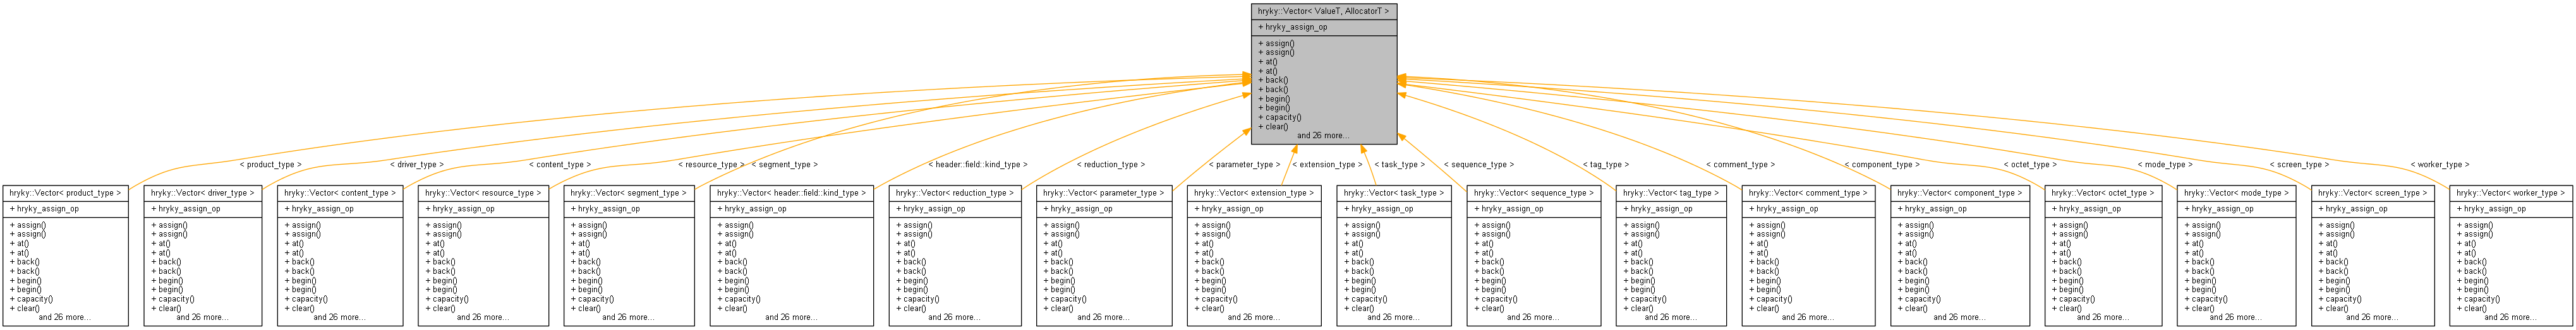 hryky::Vector< ValueT, AllocatorT >
+ hryky_assign_op
+ assign()
+ assign()
+ at()
+ at()
+ back()
+ back()
+ begin()
+ begin()
+ capacity()
+ clear()
and 26 more...
< product_type >
< driver_type >
< content_type >
< resource_type >
< segment_type >
< header::field::kind_type >
< reduction_type >
< parameter_type >
< extension_type >
< task_type >
< sequence_type >
< tag_type >
< comment_type >
< component_type >
< octet_type >
< mode_type >
< screen_type >
< worker_type >
hryky::Vector< product_type >
+ hryky_assign_op
+ assign()
+ assign()
+ at()
+ at()
+ back()
+ back()
+ begin()
+ begin()
+ capacity()
+ clear()
and 26 more...
hryky::Vector< driver_type >
+ hryky_assign_op
+ assign()
+ assign()
+ at()
+ at()
+ back()
+ back()
+ begin()
+ begin()
+ capacity()
+ clear()
and 26 more...
hryky::Vector< content_type >
+ hryky_assign_op
+ assign()
+ assign()
+ at()
+ at()
+ back()
+ back()
+ begin()
+ begin()
+ capacity()
+ clear()
and 26 more...
hryky::Vector< resource_type >
+ hryky_assign_op
+ assign()
+ assign()
+ at()
+ at()
+ back()
+ back()
+ begin()
+ begin()
+ capacity()
+ clear()
and 26 more...
hryky::Vector< segment_type >
+ hryky_assign_op
+ assign()
+ assign()
+ at()
+ at()
+ back()
+ back()
+ begin()
+ begin()
+ capacity()
+ clear()
and 26 more...
hryky::Vector< header::field::kind_type >
+ hryky_assign_op
+ assign()
+ assign()
+ at()
+ at()
+ back()
+ back()
+ begin()
+ begin()
+ capacity()
+ clear()
and 26 more...
hryky::Vector< reduction_type >
+ hryky_assign_op
+ assign()
+ assign()
+ at()
+ at()
+ back()
+ back()
+ begin()
+ begin()
+ capacity()
+ clear()
and 26 more...
hryky::Vector< parameter_type >
+ hryky_assign_op
+ assign()
+ assign()
+ at()
+ at()
+ back()
+ back()
+ begin()
+ begin()
+ capacity()
+ clear()
and 26 more...
hryky::Vector< extension_type >
+ hryky_assign_op
+ assign()
+ assign()
+ at()
+ at()
+ back()
+ back()
+ begin()
+ begin()
+ capacity()
+ clear()
and 26 more...
hryky::Vector< task_type >
+ hryky_assign_op
+ assign()
+ assign()
+ at()
+ at()
+ back()
+ back()
+ begin()
+ begin()
+ capacity()
+ clear()
and 26 more...
hryky::Vector< sequence_type >
+ hryky_assign_op
+ assign()
+ assign()
+ at()
+ at()
+ back()
+ back()
+ begin()
+ begin()
+ capacity()
+ clear()
and 26 more...
hryky::Vector< tag_type >
+ hryky_assign_op
+ assign()
+ assign()
+ at()
+ at()
+ back()
+ back()
+ begin()
+ begin()
+ capacity()
+ clear()
and 26 more...
hryky::Vector< comment_type >
+ hryky_assign_op
+ assign()
+ assign()
+ at()
+ at()
+ back()
+ back()
+ begin()
+ begin()
+ capacity()
+ clear()
and 26 more...
hryky::Vector< component_type >
+ hryky_assign_op
+ assign()
+ assign()
+ at()
+ at()
+ back()
+ back()
+ begin()
+ begin()
+ capacity()
+ clear()
and 26 more...
hryky::Vector< octet_type >
+ hryky_assign_op
+ assign()
+ assign()
+ at()
+ at()
+ back()
+ back()
+ begin()
+ begin()
+ capacity()
+ clear()
and 26 more...
hryky::Vector< mode_type >
+ hryky_assign_op
+ assign()
+ assign()
+ at()
+ at()
+ back()
+ back()
+ begin()
+ begin()
+ capacity()
+ clear()
and 26 more...
hryky::Vector< screen_type >
+ hryky_assign_op
+ assign()
+ assign()
+ at()
+ at()
+ back()
+ back()
+ begin()
+ begin()
+ capacity()
+ clear()
and 26 more...
hryky::Vector< worker_type >
+ hryky_assign_op
+ assign()
+ assign()
+ at()
+ at()
+ back()
+ back()
+ begin()
+ begin()
+ capacity()
+ clear()
and 26 more...